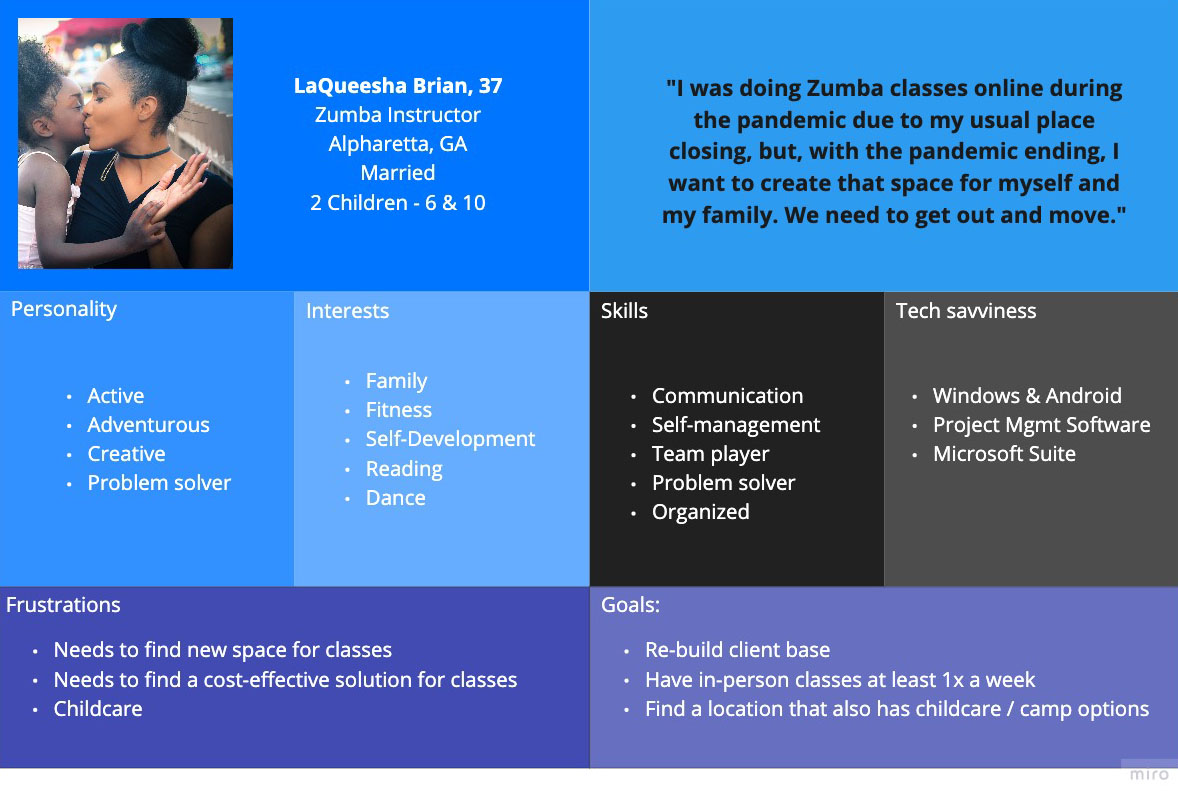 LaQueesha Brian, 37
Zumba Instructor
Alpharetta, GA
Married
2 Children - 6 & 10
"I was doing Zumba classes online during
the pandemic due to my usual place
closing, but, with the pandemic ending, I
want to create that space for myself and
my family. We need to get out and move."
Personality
• Active
• Adventurous
• Creative
• Problem solver
Interests
• Family
• Fitness
• Self-Development
• Reading
• Dance
Skills
• Communication
• Self-management
• Team player
• Problem solver
• Organized
Tech savviness
• Windows & Android
• Project Mgmt Software
• Microsoft Suite
Frustrations
• Needs to find new space for classes
• Needs to find a cost-effective solution for classes
• Childcare
Goals:
• Re-build client base
• Have in-person classes at least 1x a week
• Find a location that also has childcare / camp options
miro